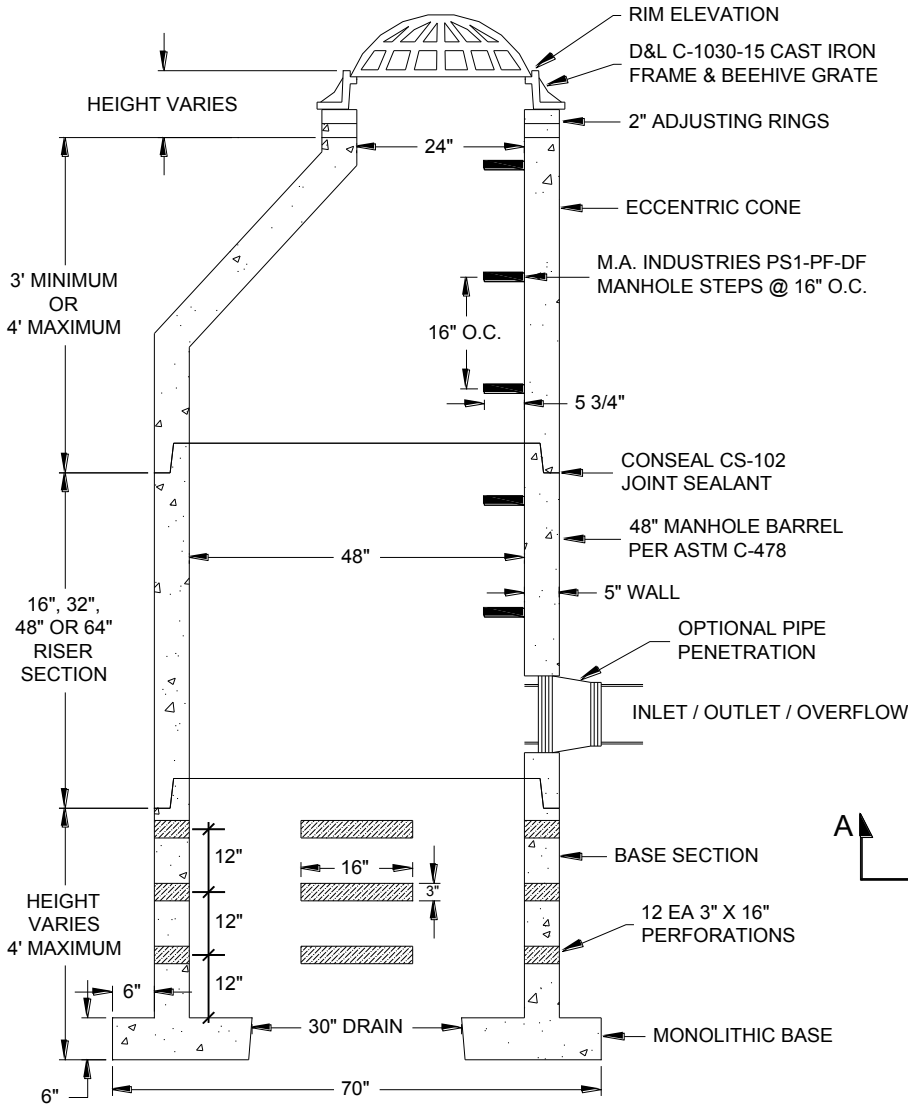 RIM ELEVATION
D&L C-1030-15 CAST IRON
FRAME & BEEHIVE GRATE
HEIGHT VARIES
2" ADJUSTING RINGS
24"
ECCENTRIC CONE
M.A. INDUSTRIES PS1-PF-DF
MANHOLE STEPS @ 16" O.C.
3' MINIMUM
OR
4' MAXIMUM
16" O.C.
5 3/4"
CONSEAL CS-102
JOINT SEALANT
48" MANHOLE BARREL
PER ASTM C-478
48"
5" WALL
16", 32",
48" OR 64"
RISER
SECTION
OPTIONAL PIPE
PENETRATION
INLET / OUTLET / OVERFLOW
A
12"
16"
3"
BASE SECTION
HEIGHT
VARIES
4' MAXIMUM
12"
12 EA 3" X 16"
PERFORATIONS
12"
6"
30" DRAIN
MONOLITHIC BASE
6"
70"